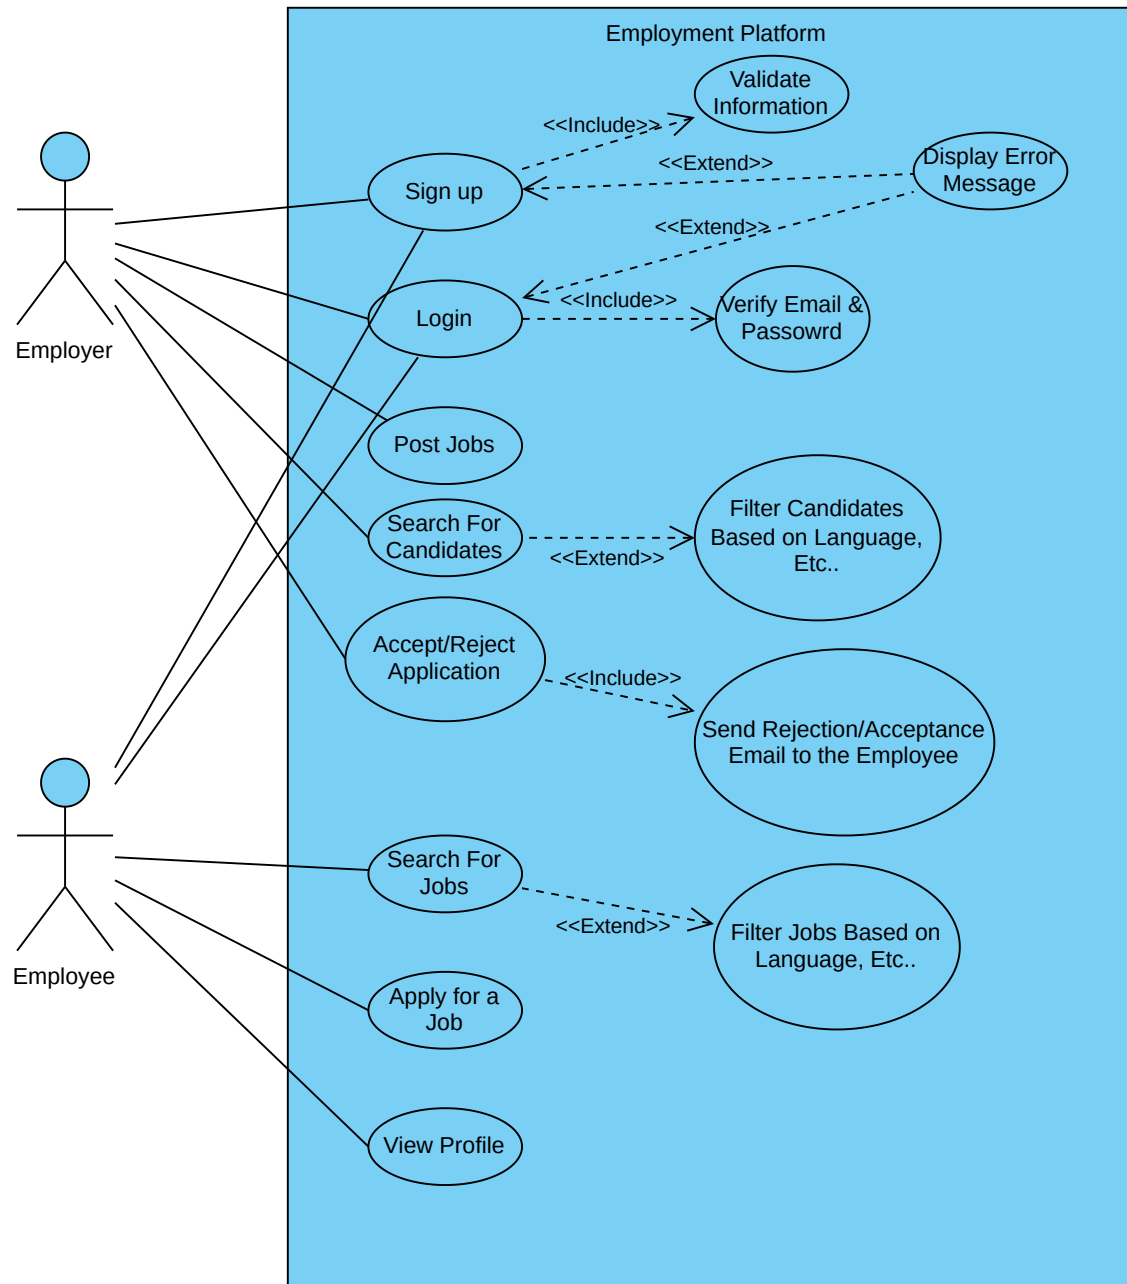 Employment Platform
Validate
Information
<<Include>>
Display Error
Message
<<Extend>>
Sign up
<<Extend>>
Login
<<Include>>
Verify Email &
Passowrd
Employer
Post Jobs
Search For
Candidates
<<Extend>>
Filter Candidates
Based on Language,
Etc..
Accept/Reject
Application
<<Include>>
Send Rejection/Acceptance
Email to the Employee
Search For
Jobs
<<Extend>>
Filter Jobs Based on
Language, Etc..
Employee
Apply for a
Job
View Profile